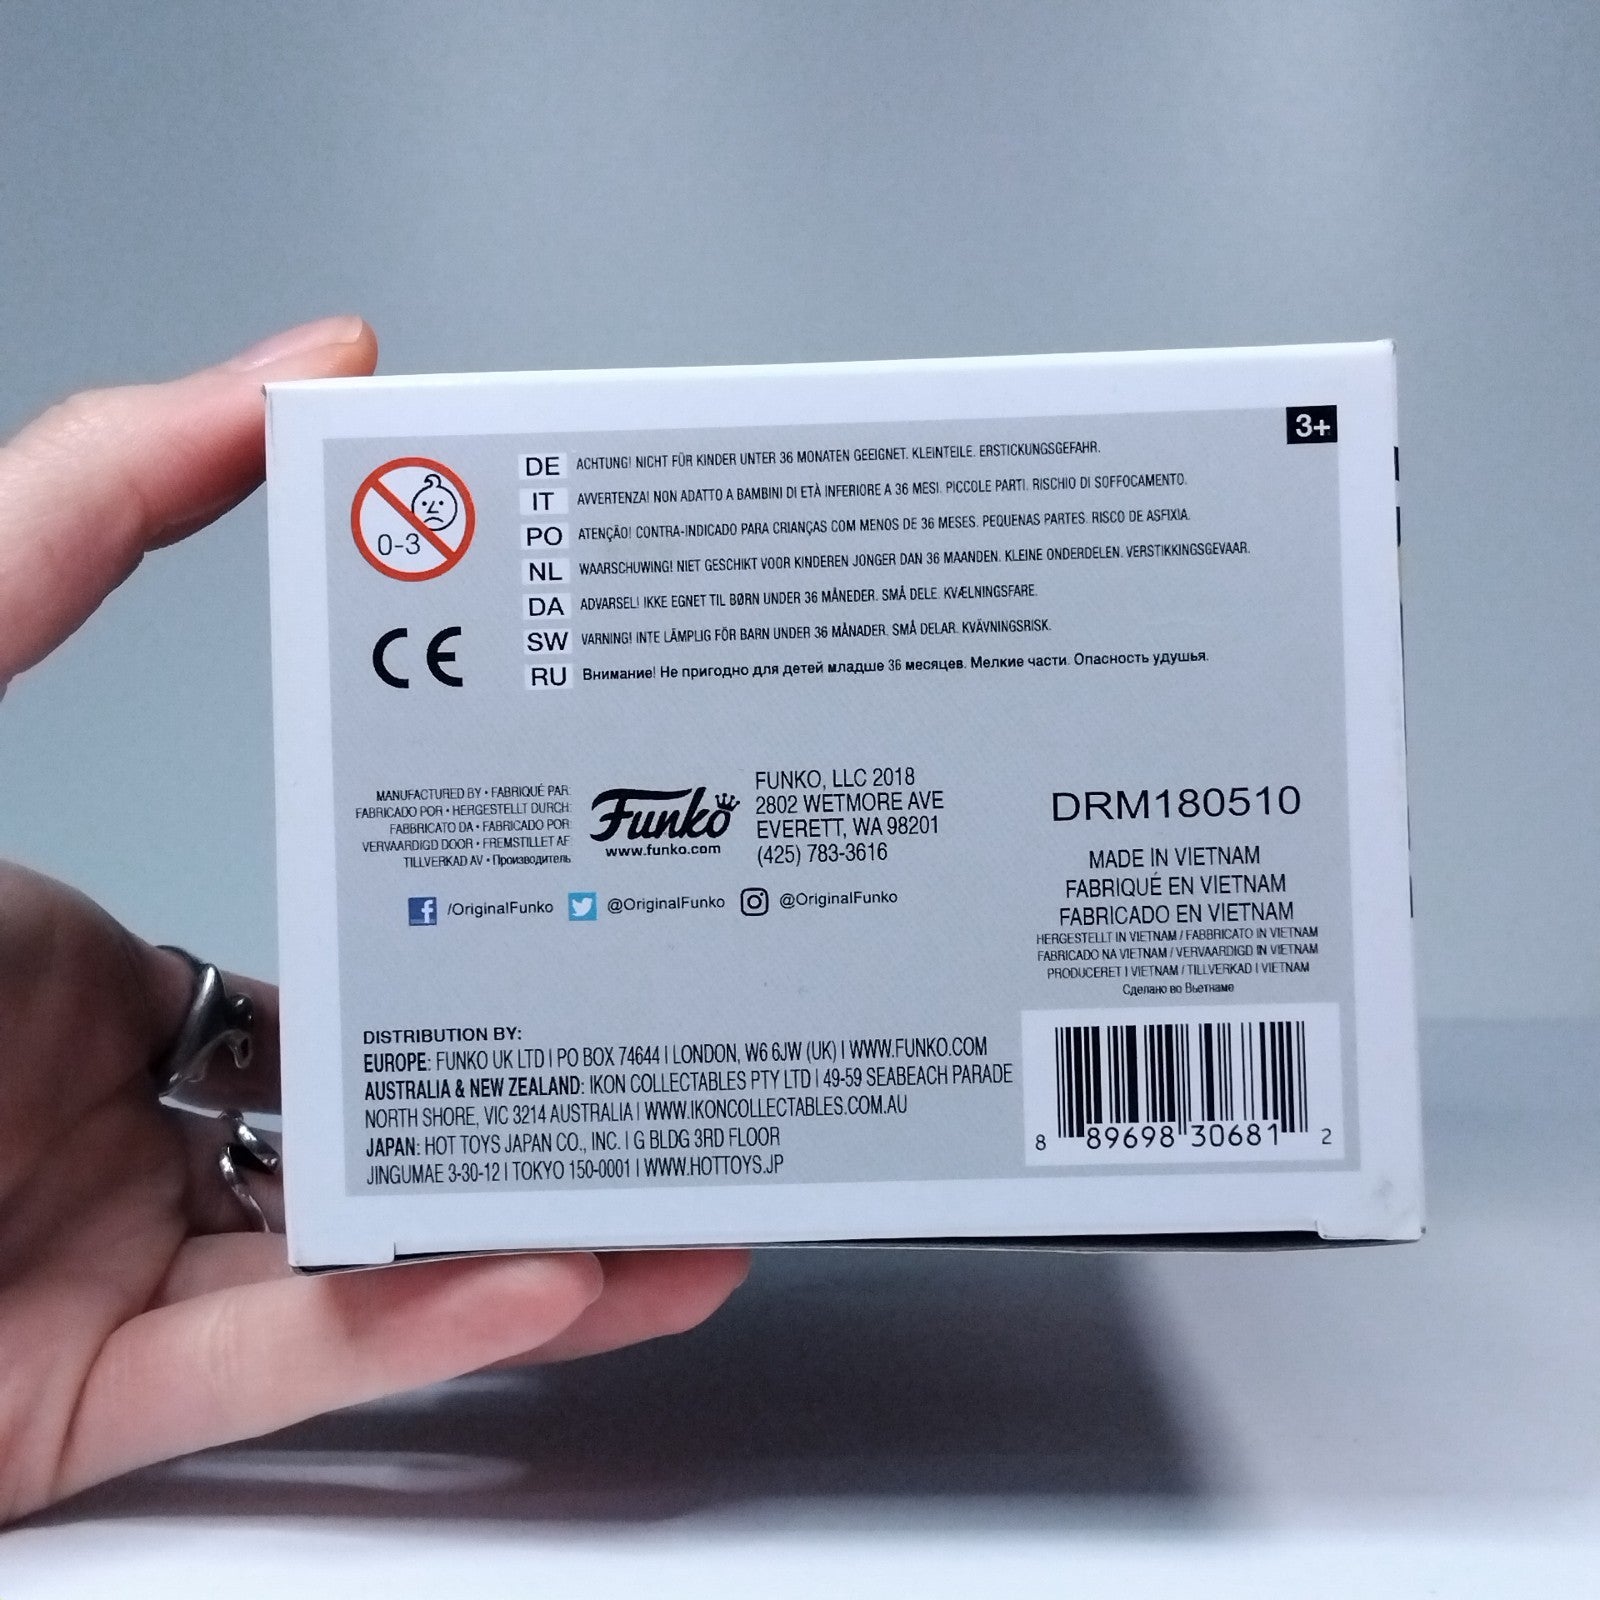 3+
0-3
DE ACHTUNG! NICHT FÜR KINDER UNTER 36 MONATEN GEEIGNET. KLEINTEILE. ERSTICKUNGSGEFAHR.
IT AVVERTENZA! NON ADATTO A BAMBINI DI ETÀ INFERIORE A 36 MESI. PICCOLE PARTI. RISCHIO DI SOFFOCAMENTO.
PO ATENÇÃO! CONTRA-INDICADO PARA CRIANÇAS COM MENOS DE 36 MESES. PEQUENAS PARTES. RISCO DE ASFIXIA.
NL WAARSCHUWING! NIET GESCHIKT VOOR KINDEREN JONGER DAN 36 MAANDEN. KLEINE ONDERDELEN. VERSTIKKINGSGEVAAR.
DA ADVARSEL! IKKE EGNET TIL BØRN UNDER 36 MÅNEDER. SMÅ DELE. KVÆLNINGSFARE.
SW VARNING! INTE LÄMPLIG FÖR BARN UNDER 36 MÅNADER. SMÅ DELAR. KVÄVNINGSRISK.
RU Внимание! Не пригодно для детей младше 36 месяцев. Мелкие части. Опасность удушья.
CE
MANUFACTURED BY • FABRIQUÉ PAR:
FABRICADO POR • HERGESTELLT DURCH:
FABBRICATO DA • FABRICADO POR:
VERVAARDIGD DOOR • FREMSTILLET AF:
TILLVERKAD AV • Производитель
Funko
www.funko.com
FUNKO, LLC 2018
2802 WETMORE AVE
EVERETT, WA 98201
(425) 783-3616
/OriginalFunko @OriginalFunko @OriginalFunko
DRM180510
MADE IN VIETNAM
FABRIQUÉ EN VIETNAM
FABRICADO EN VIETNAM
HERGESTELLT IN VIETNAM / FABBRICATO IN VIETNAM
FABRICADO NA VIETNAM / VERVAARDIGD IN VIETNAM
PRODUCERET I VIETNAM / TILLVERKAD I VIETNAM
Сделано во Вьетнаме
DISTRIBUTION BY:
EUROPE: FUNKO UK LTD | PO BOX 74644 | LONDON, W6 6JW (UK) | WWW.FUNKO.COM
AUSTRALIA & NEW ZEALAND: IKON COLLECTABLES PTY LTD | 49-59 SEABEACH PARADE
NORTH SHORE, VIC 3214 AUSTRALIA | WWW.IKONCOLLECTABLES.COM.AU
JAPAN: HOT TOYS JAPAN CO., INC. | G BLDG 3RD FLOOR
JINGUMAE 3-30-12 | TOKYO 150-0001 | WWW.HOTTOYS.JP
8 89698 30681 2